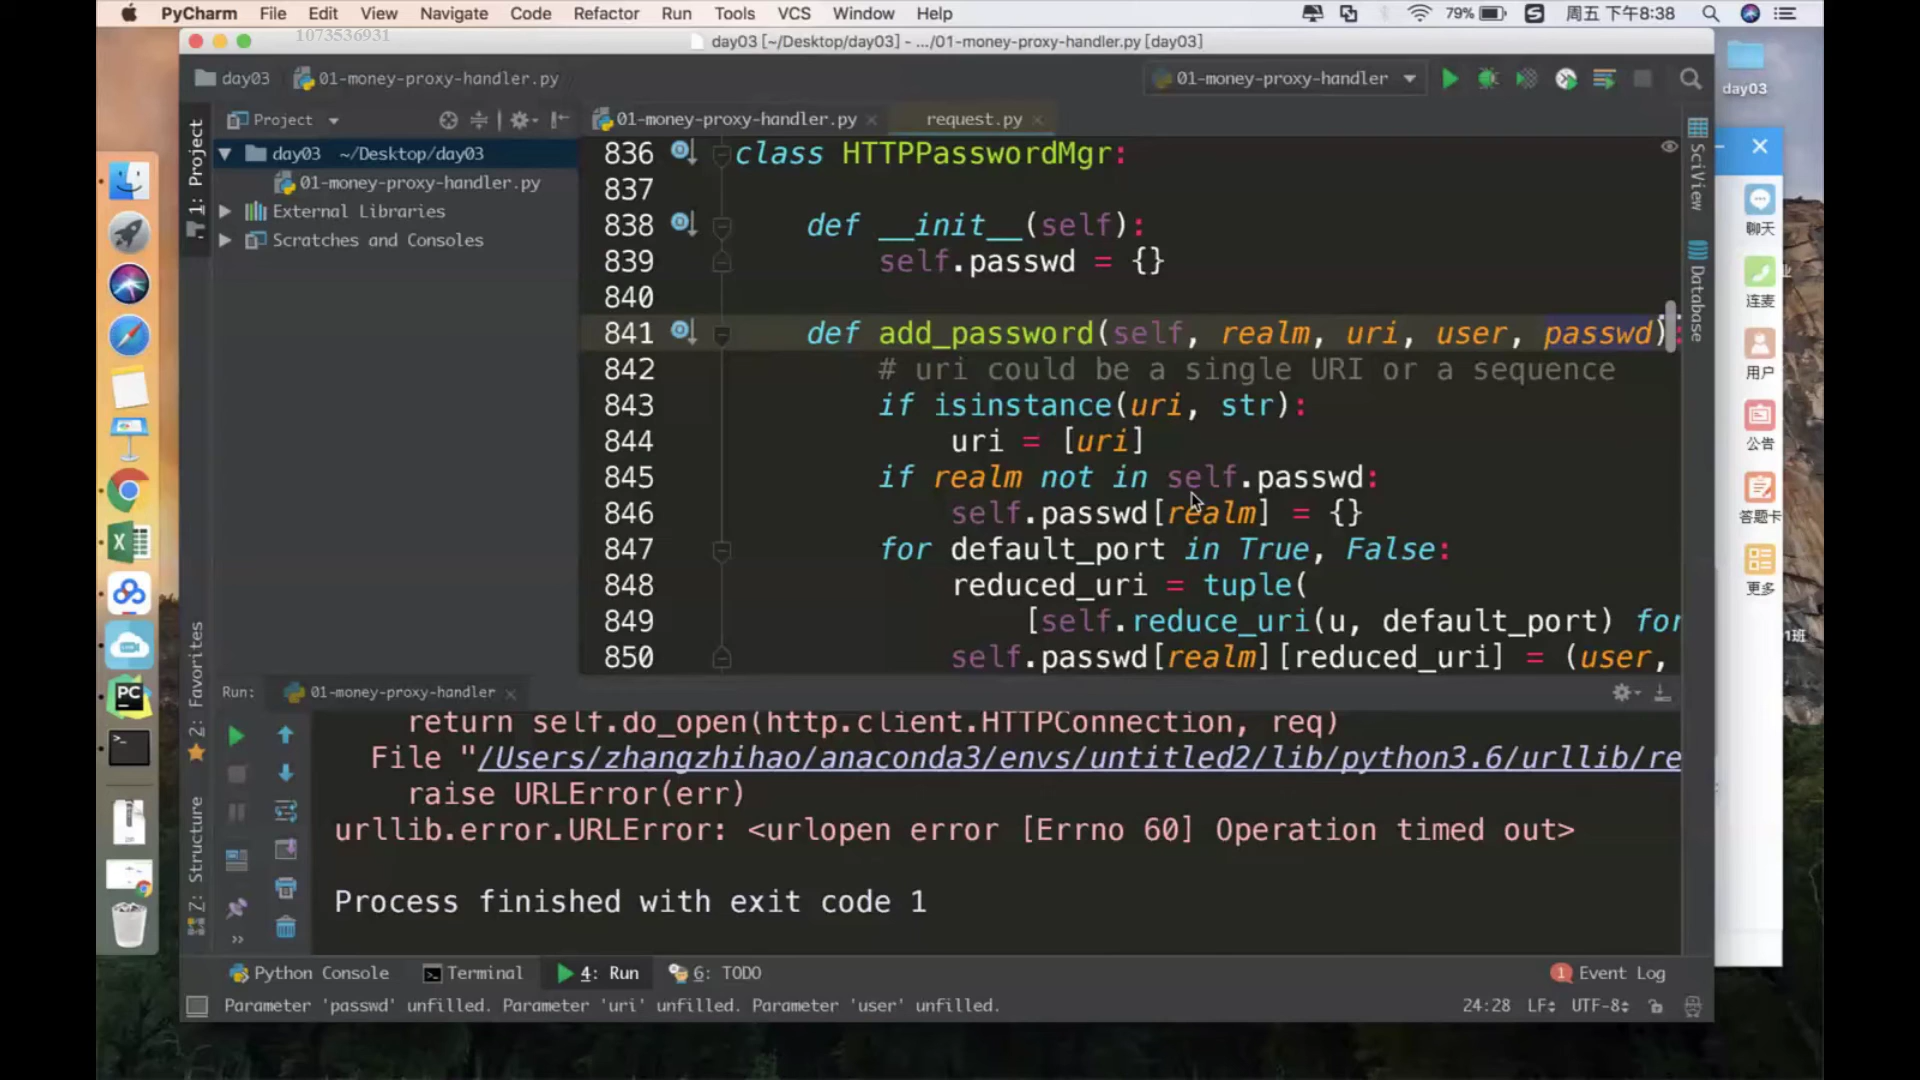 PyCharm File Edit View Navigate Code Refactor Run Tools VCS Window Help 79% 周五 下午8:38
1073536931
day03 [~/Desktop/day03] - .../01-money-proxy-handler.py [day03]
day03 01-money-proxy-handler.py 01-money-proxy-handler
day03
Project 01-money-proxy-handler.py request.py
1: Project
day03 ~/Desktop/day03
01-money-proxy-handler.py
External Libraries
Scratches and Consoles
836 class HTTPPasswordMgr:
837
838 def __init__(self):
839 self.passwd = {}
840
841 def add_password(self, realm, uri, user, passwd):
842 # uri could be a single URI or a sequence
843 if isinstance(uri, str):
844 uri = [uri]
845 if realm not in self.passwd:
846 self.passwd[realm] = {}
847 for default_port in True, False:
848 reduced_uri = tuple(
849 [self.reduce_uri(u, default_port) for
850 self.passwd[realm][reduced_uri] = (user,
SciView
Database
聊天
连麦
用户
公告
答题卡
更多
1班
2: Favorites
Z: Structure
Run: 01-money-proxy-handler
return self.do_open(http.client.HTTPConnection, req)
File "/Users/zhangzhihao/anaconda3/envs/untitled2/lib/python3.6/urllib/re
raise URLError(err)
urllib.error.URLError: <urlopen error [Errno 60] Operation timed out>
Process finished with exit code 1
Python Console Terminal 4: Run 6: TODO 1 Event Log
Parameter 'passwd' unfilled. Parameter 'uri' unfilled. Parameter 'user' unfilled. 24:28 LF UTF-8